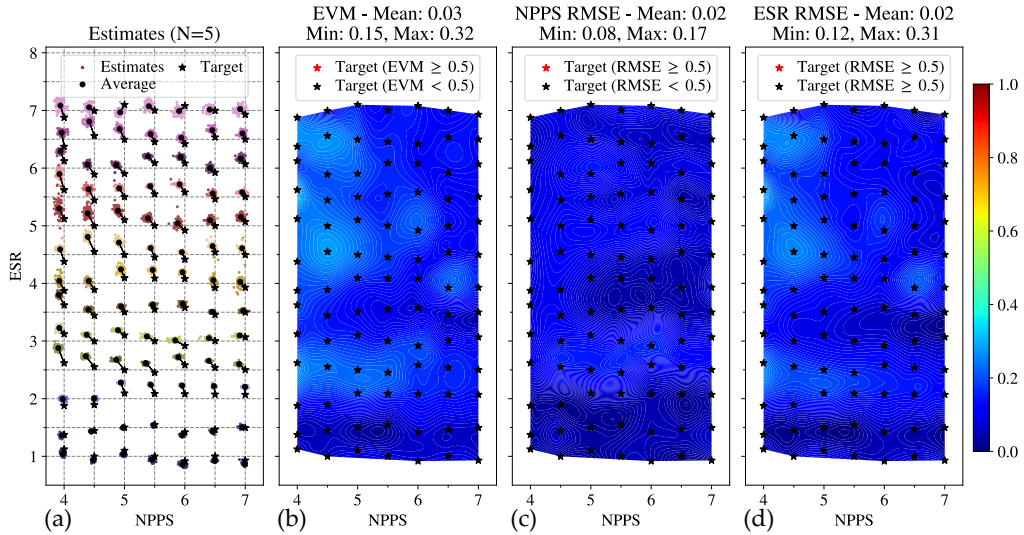 Estimates (N=5)
EVM - Mean: 0.03
Min: 0.15, Max: 0.32
NPPS RMSE - Mean: 0.02
Min: 0.08, Max: 0.17
ESR RMSE - Mean: 0.02
Min: 0.12, Max: 0.31
Estimates
Target
Average
Target (EVM ≥ 0.5)
Target (EVM < 0.5)
Target (RMSE ≥ 0.5)
Target (RMSE < 0.5)
Target (RMSE ≥ 0.5)
Target (RMSE ≥ 0.5)
8
7
6
5
4
3
2
1
ESR
4 5 6 7
4 5 6 7
4 5 6 7
4 5 6 7
NPPS
NPPS
NPPS
NPPS
(a)
(b)
(c)
(d)
1.0
0.8
0.6
0.4
0.2
0.0